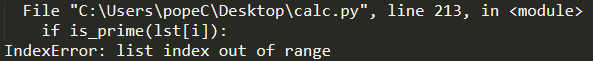 File "C:\Users\popeC\Desktop\calc.py", line 213, in <module>
if is_prime(lst[i]):
IndexError: list index out of range